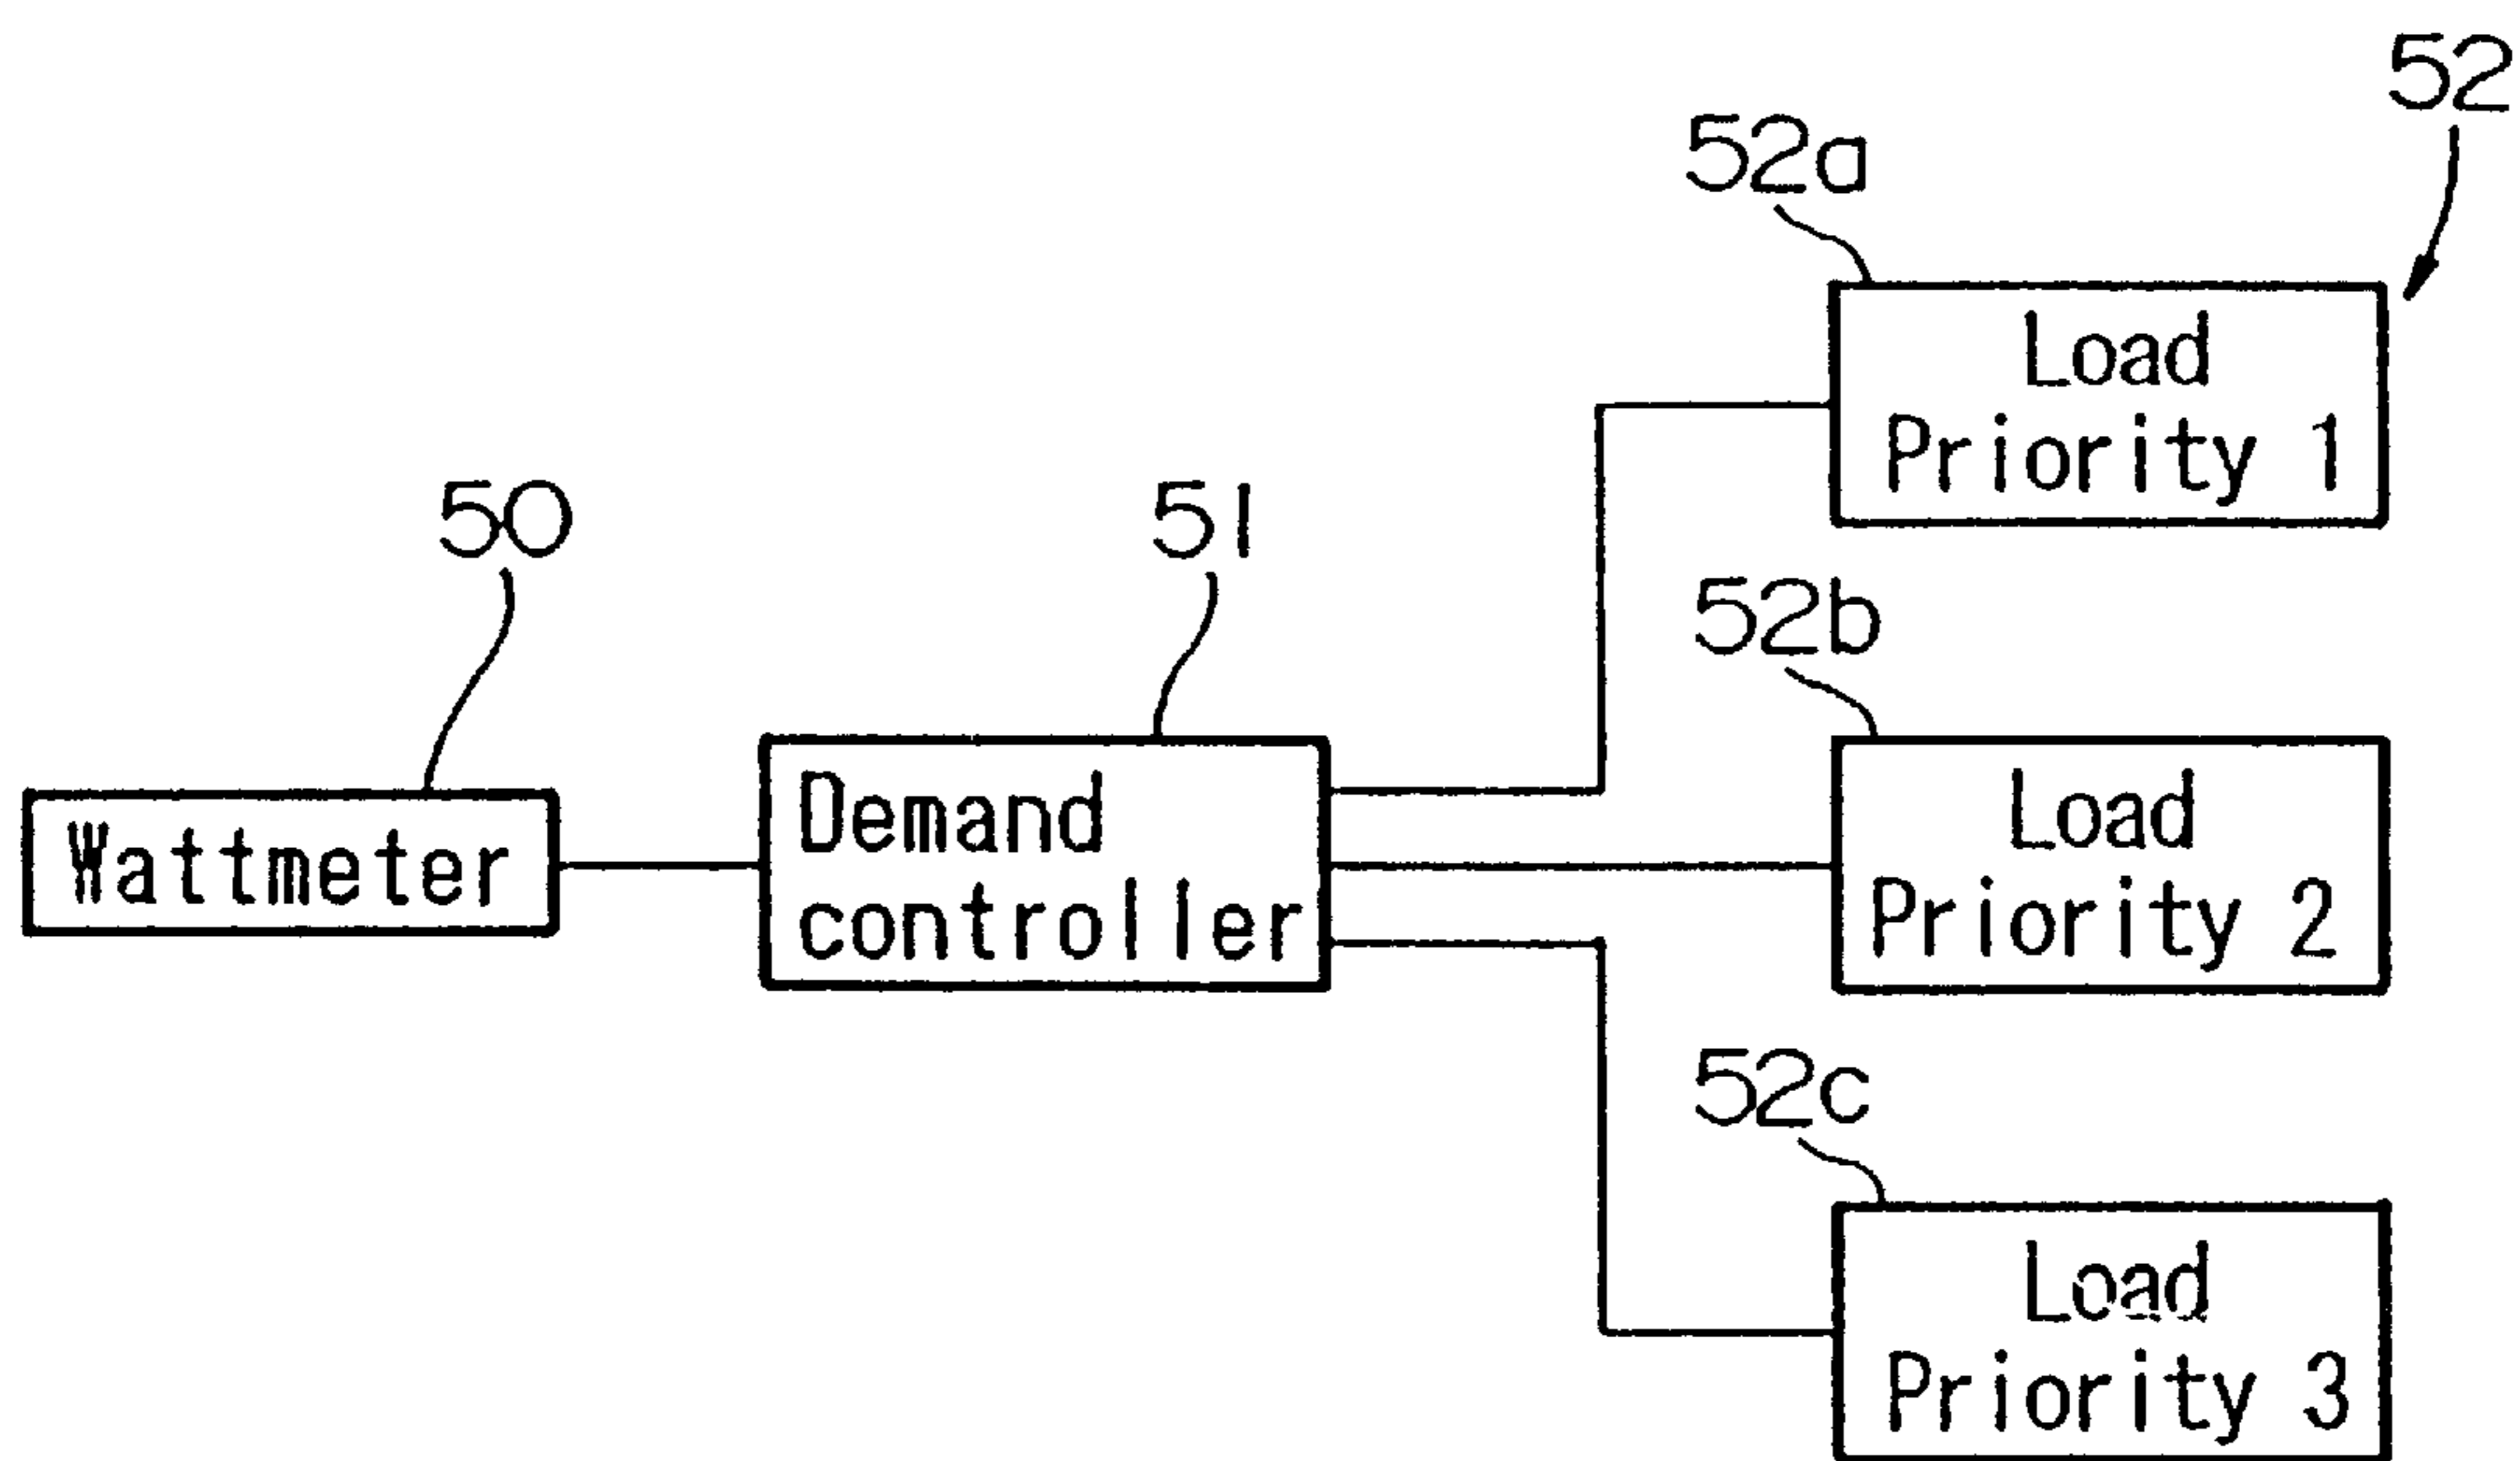 52
52a
Load
Priority 1
50
51
52b
Wattmeter
Demand
controller
Load
Priority 2
52c
Load
Priority 3